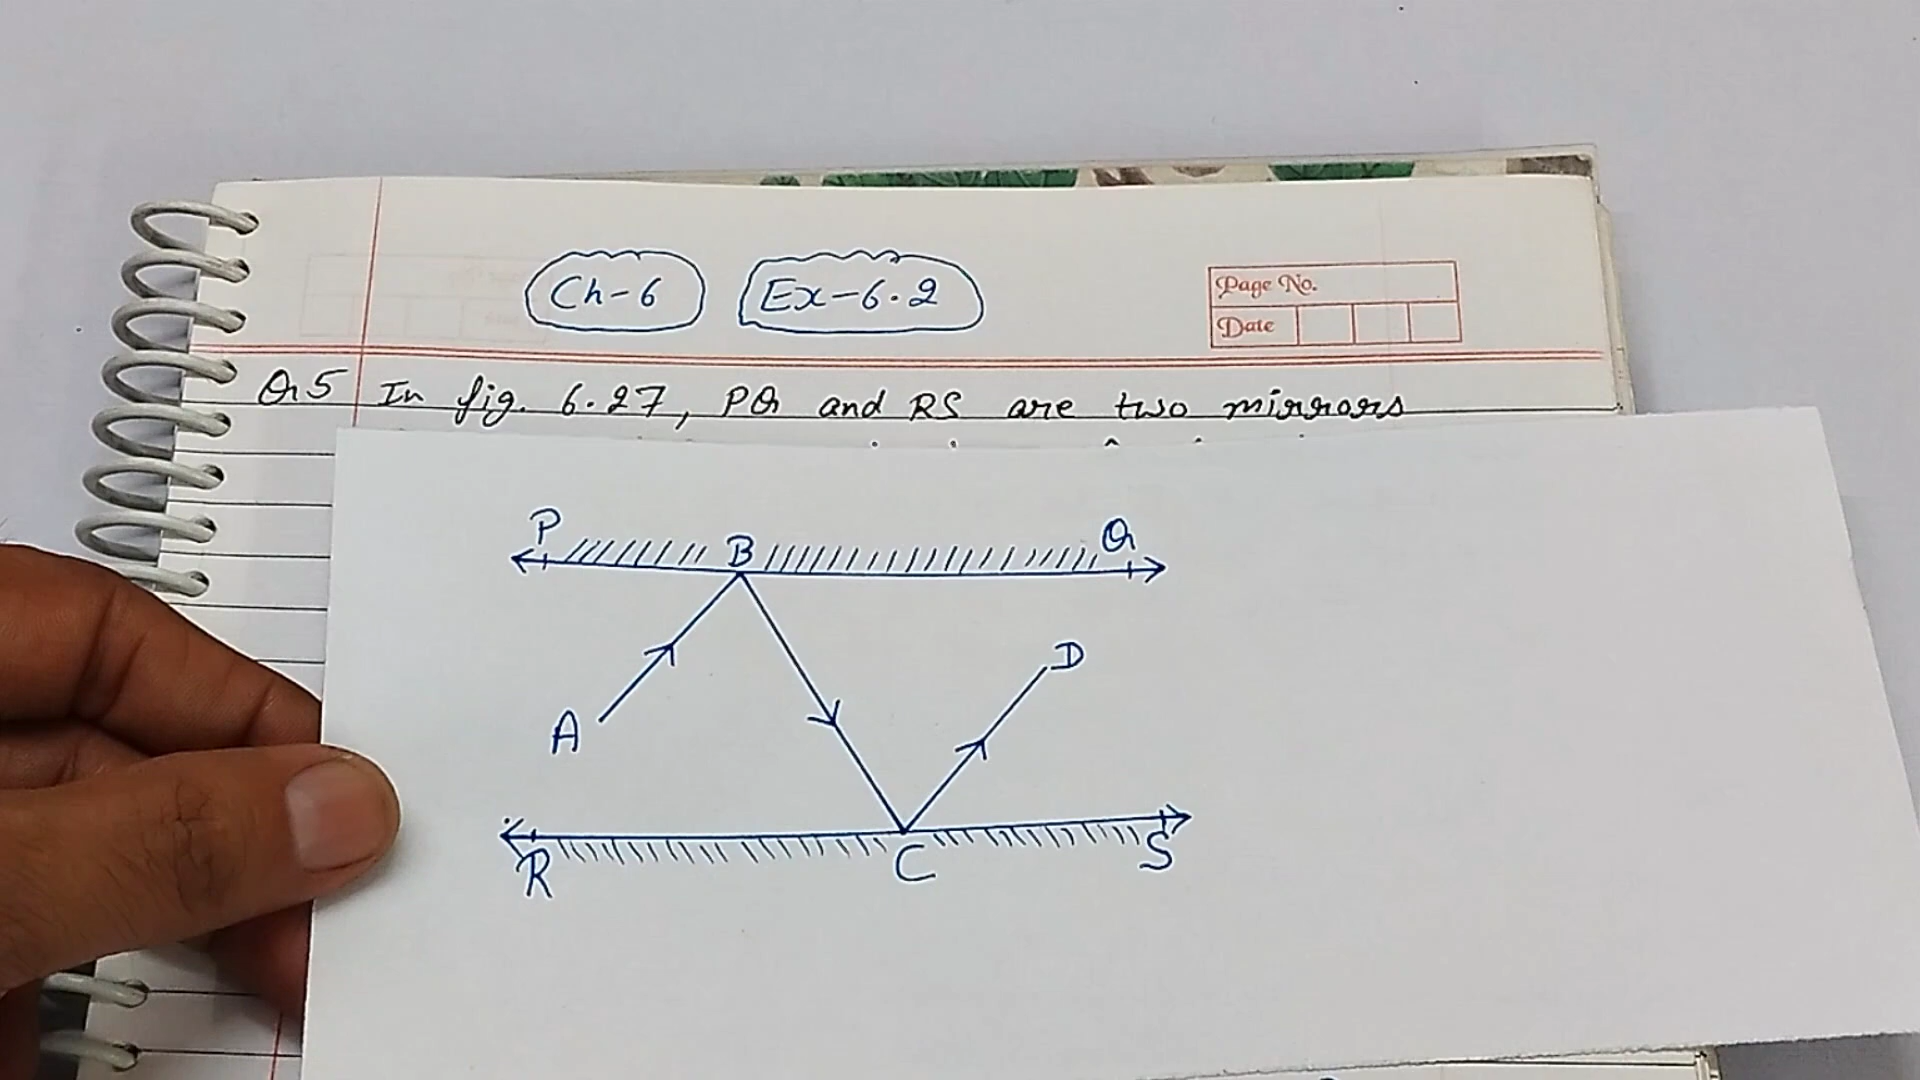 Ch-6 Ex-6.2
Page No.
Date
Q5 In fig. 6.27, PQ and RS are two mirrors
P B Q
D
A
R C S